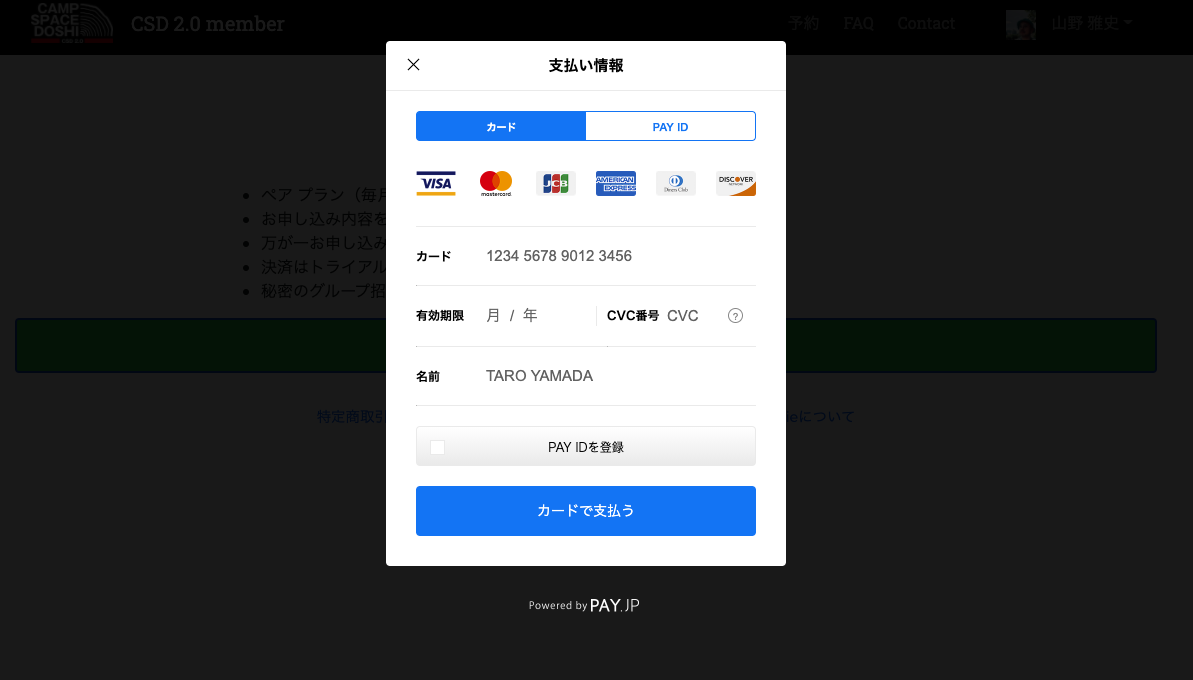 CAMP
SPACE
DOSHI
CSD 2.0 member
予約
FAQ
Contact
山野 雅史
支払い情報
カード
PAY ID
VISA
mastercard
JCB
AMERICAN
EXPRESS
Diners Club
DISCOVER
NETWORK
ペア プラン（毎月
お申し込み内容を
万が一お申し込み
決済はトライアル
秘密のグループ招
カード
1234 5678 9012 3456
有効期限
月 / 年
CVC番号
CVC
?
名前
TARO YAMADA
特定商取引
ieについて
PAY IDを登録
カードで支払う
Powered by PAY.JP